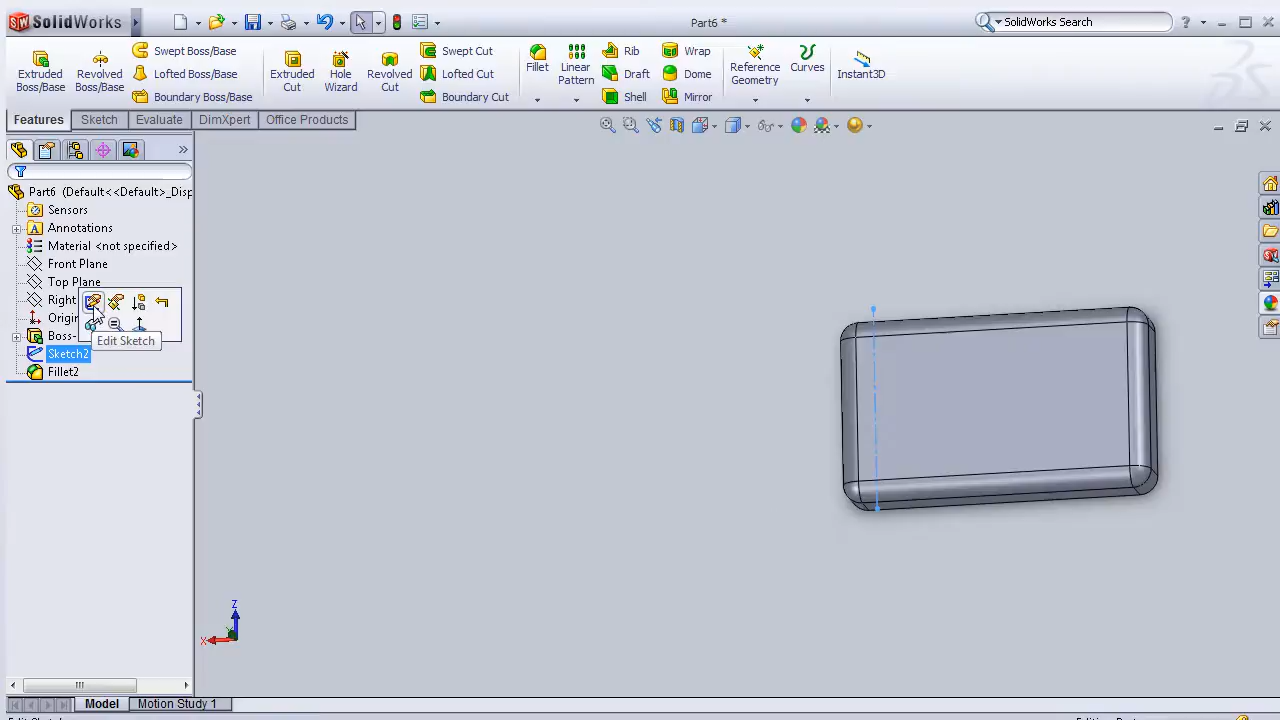 SolidWorks
Part6 *
SolidWorks Search
Extruded Boss/Base
Revolved Boss/Base
Swept Boss/Base
Lofted Boss/Base
Boundary Boss/Base
Extruded Cut
Hole Wizard
Revolved Cut
Swept Cut
Lofted Cut
Boundary Cut
Fillet
Linear Pattern
Rib
Draft
Shell
Wrap
Dome
Mirror
Reference Geometry
Curves
Instant3D
Features
Sketch
Evaluate
DimXpert
Office Products
Part6 (Default<<Default>_Disp
Sensors
Annotations
Material <not specified>
Front Plane
Top Plane
Right
Origin
Boss-
Edit Sketch
Sketch2
Fillet2
Z
X
Model
Motion Study 1